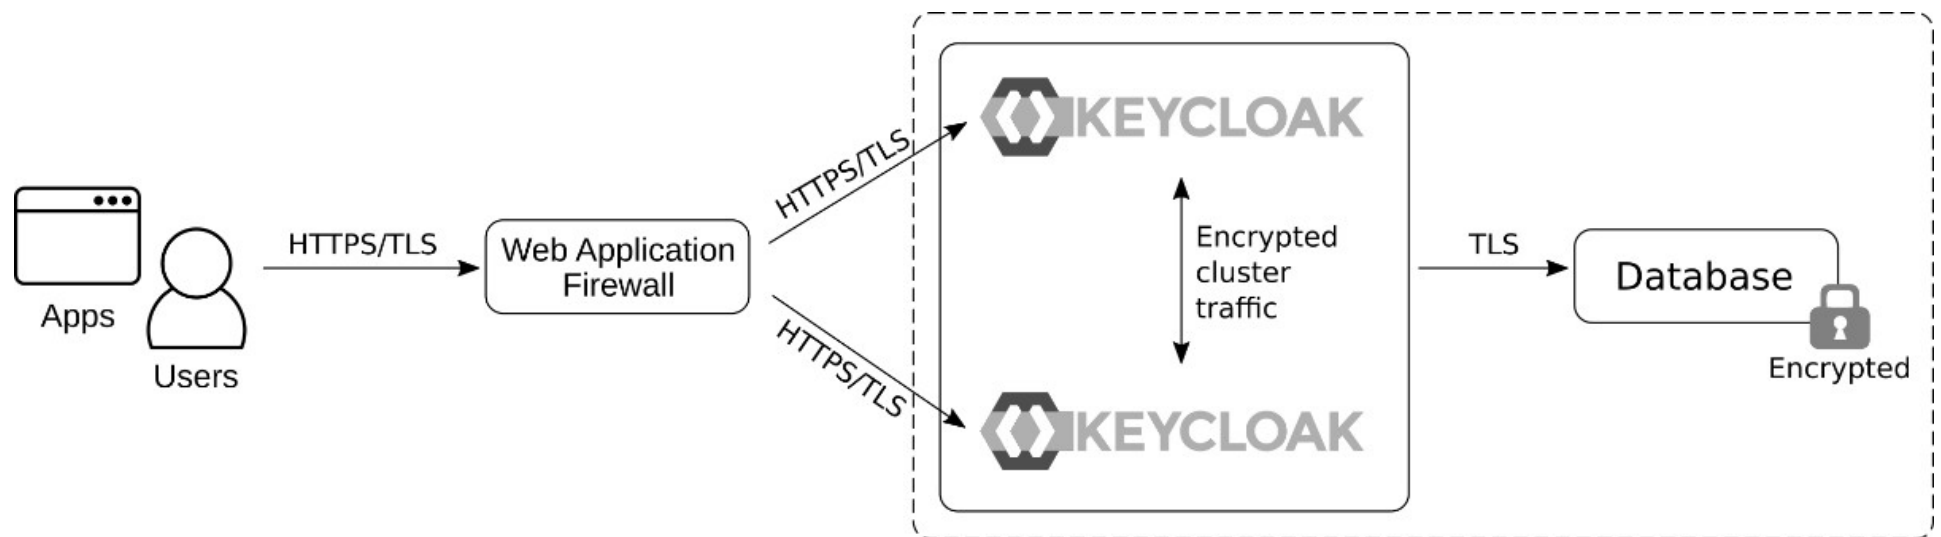 Apps
Users
HTTPS/TLS
Web Application
Firewall
HTTPS/TLS
HTTPS/TLS
KEYCLOAK
Encrypted
cluster
traffic
KEYCLOAK
TLS
Database
Encrypted